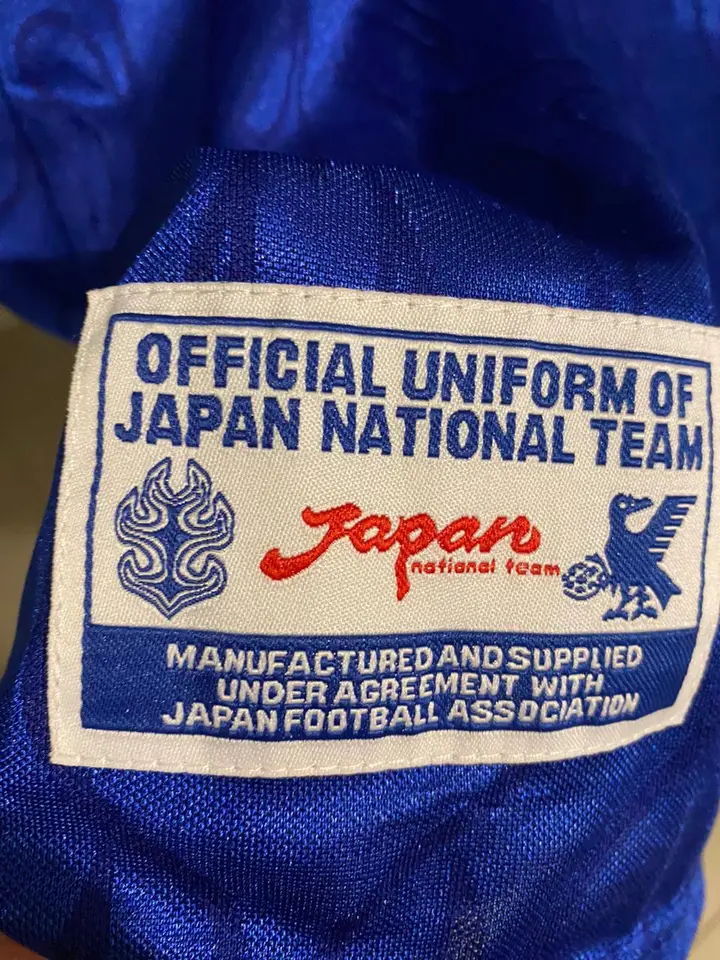 OFFICIAL UNIFORM OF
JAPAN NATIONAL TEAM
Japan
national team
MANUFACTURED AND SUPPLIED
UNDER AGREEMENT WITH
JAPAN FOOTBALL ASSOCIATION